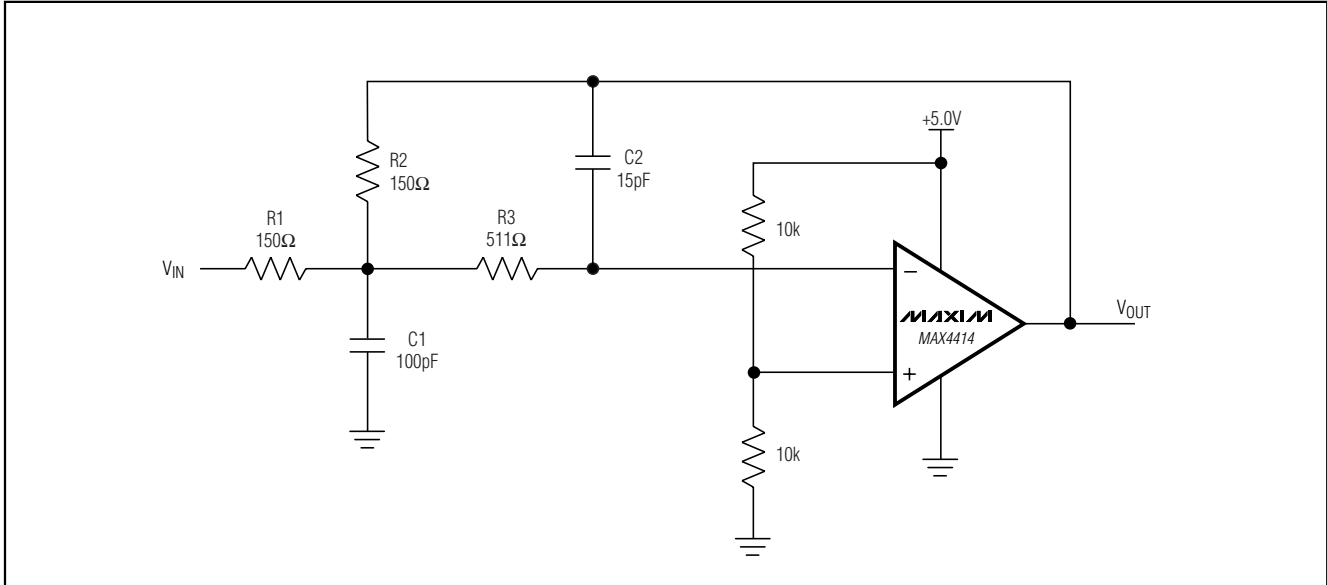 +5.0V
R2
150Ω
C2
15pF
R1
150Ω
R3
511Ω
10k
VIN
−
MAXIM
MAX4414
VOUT
C1
100pF
+
10k